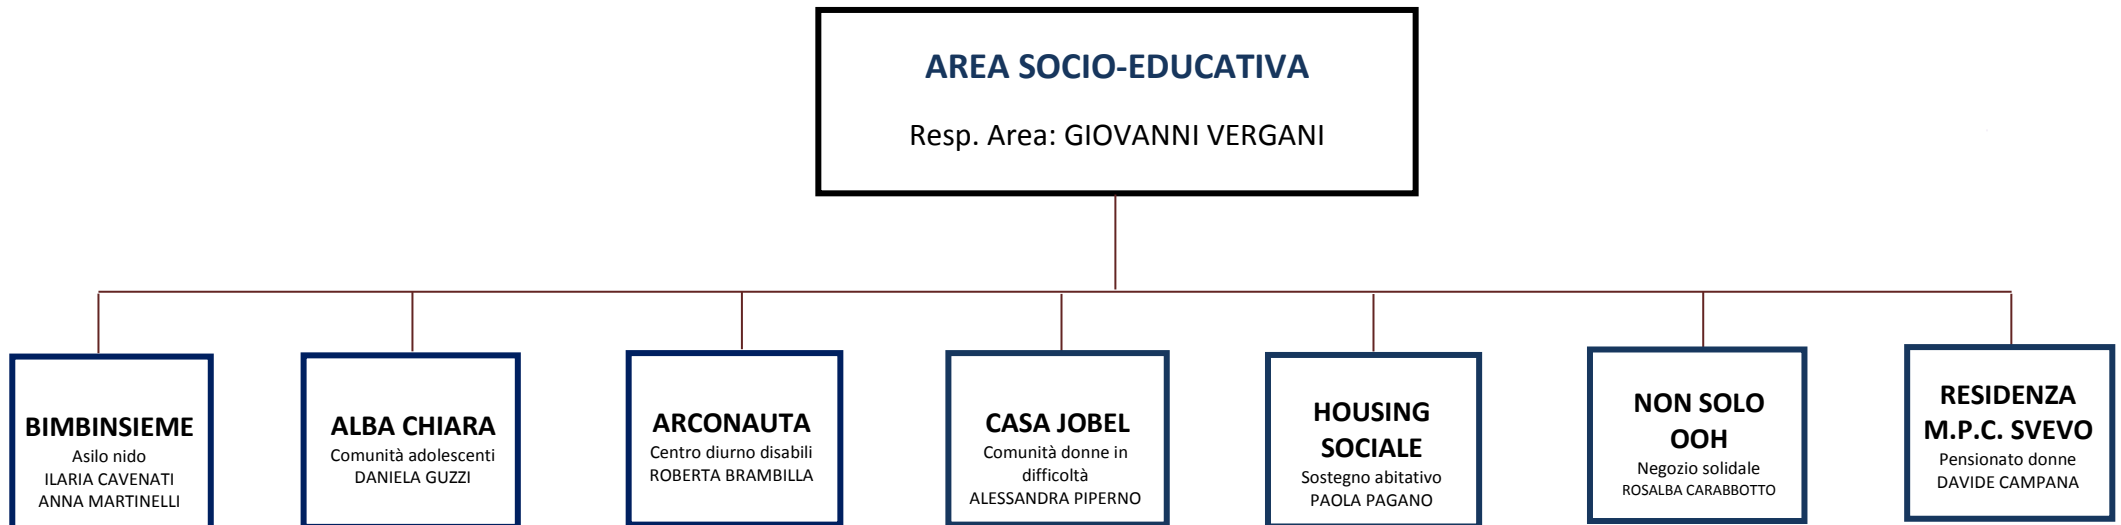 AREA SOCIO-EDUCATIVA
Resp. Area: GIOVANNI VERGANI
BIMBINSIEME
Asilo nido
ILARIA CAVENATI
ANNA MARTINELLI
ALBA CHIARA
Comunità adolescenti
DANIELA GUZZI
ARCONAUTA
Centro diurno disabili
ROBERTA BRAMBILLA
CASA JOBEL
Comunità donne in
difficoltà
ALESSANDRA PIPERNO
HOUSING
SOCIALE
Sostegno abitativo
PAOLA PAGANO
NON SOLO
OOH
Negozio solidale
ROSALBA CARABBOTTO
RESIDENZA
M.P.C. SVEVO
Pensionato donne
DAVIDE CAMPANA